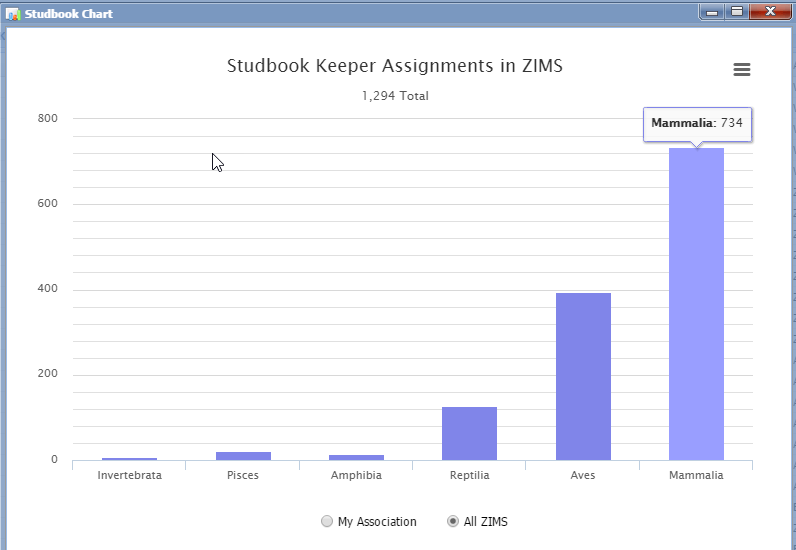 Studbook Chart
Studbook Keeper Assignments in ZIMS
1,294 Total
Mammalia: 734
800
600
400
200
0
Invertebrata Pisces Amphibia Reptilia Aves Mammalia
My Association All ZIMS